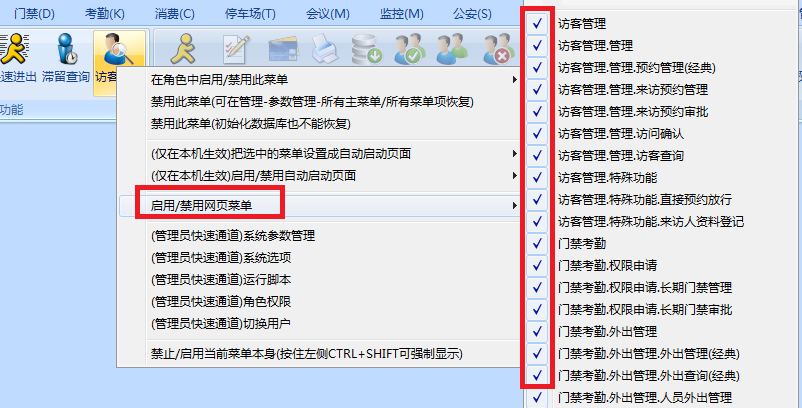 门禁(D) 考勤(K) 消费(C) 停车场(T) 会议(M) 监控(M) 公安(S)
速进出 滞留查询 访客
功能
在角色中启用/禁用此菜单
禁用此菜单(可在管理-参数管理-所有主菜单/所有菜单项恢复)
禁用此菜单(初始化数据库也不能恢复)
(仅在本机生效)把选中的菜单设置成自动启动页面
(仅在本机生效)启用/禁用自动启动页面
启用/禁用网页菜单
(管理员快速通道)系统参数管理
(管理员快速通道)系统选项
(管理员快速通道)运行脚本
(管理员快速通道)角色权限
(管理员快速通道)切换用户
禁止/启用当前菜单本身(按住左侧CTRL+SHIFT可强制显示)
访客管理
访客管理.管理
访客管理.管理.预约管理(经典)
访客管理.管理.来访预约管理
访客管理.管理.来访预约审批
访客管理.管理.访问确认
访客管理.管理.访客查询
访客管理.特殊功能
访客管理.特殊功能.直接预约放行
访客管理.特殊功能.来访人资料登记
门禁考勤
门禁考勤.权限申请
门禁考勤.权限申请.长期门禁管理
门禁考勤.权限申请.长期门禁审批
门禁考勤.外出管理
门禁考勤.外出管理.外出管理(经典)
门禁考勤.外出管理.外出查询(经典)
门禁考勤.外出管理.人员外出管理